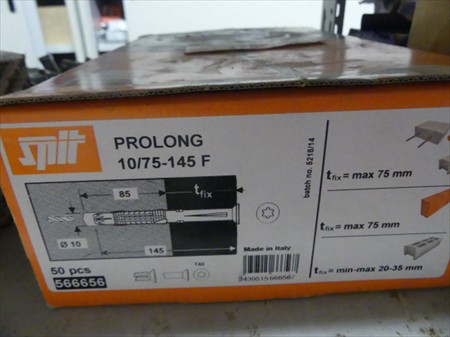 spit
PROLONG
10/75-145 F
batch no. 5218/14
85
tfix
Ø 10
145
Made in Italy
50 pcs
566656
T40
tfix = max 75 mm
tfix = max 75 mm
tfix = min-max 20-35 mm